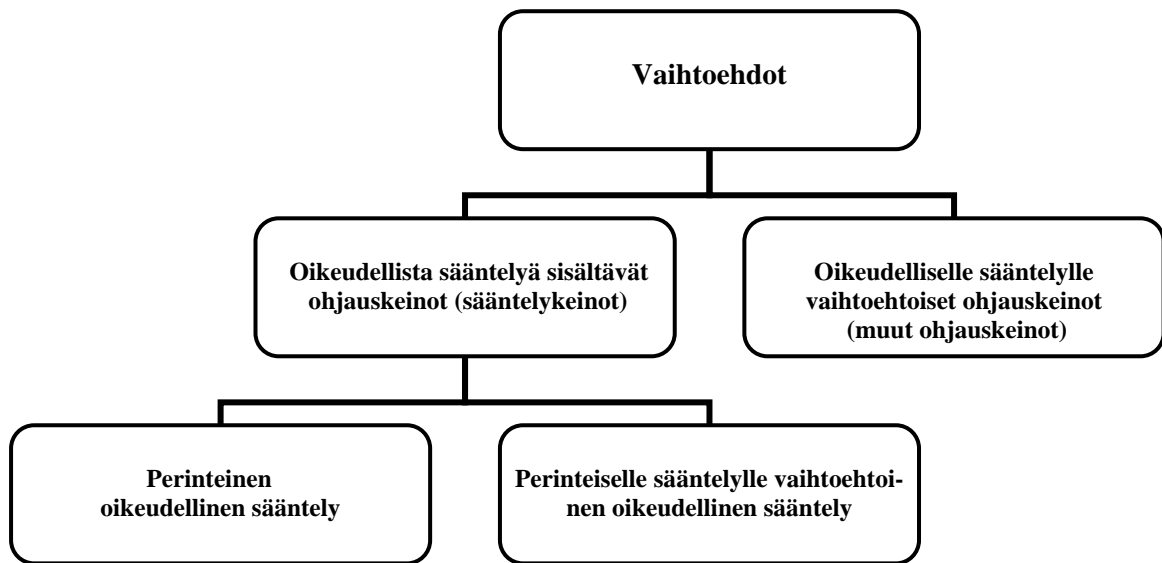 Vaihtoehdot
Oikeudellista sääntelyä sisältävät
ohjauskeinot (sääntelykeinot)
Oikeudelliselle sääntelylle
vaihtoehtoiset ohjauskeinot
(muut ohjauskeinot)
Perinteinen
oikeudellinen sääntely
Perinteiselle sääntelylle vaihtoehtoi-
nen oikeudellinen sääntely